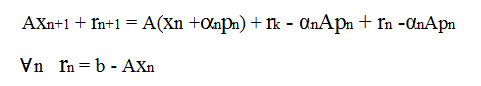 AXn+1 + rn+1 = A(Xn +αnpn) + rk - αnApn + rn -αnApn
∀n rn = b - AXn